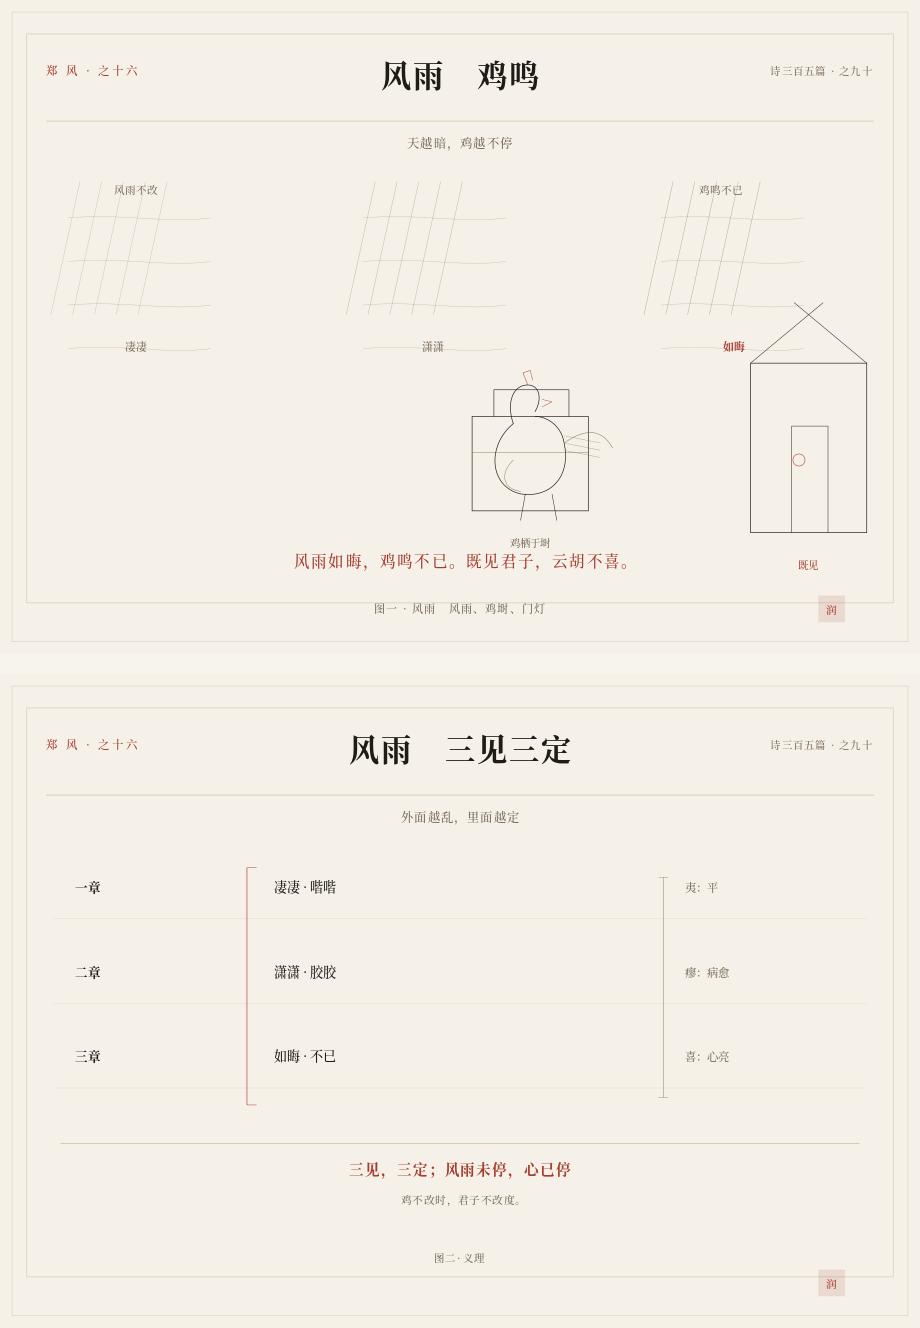 郑 风 · 之十六
风雨 鸡鸣
诗三百五篇 · 之九十
天越暗，鸡越不停
风雨不改
鸡鸣不已
凄凄
潇潇
如晦
鸡栖于埘
风雨如晦，鸡鸣不已。既见君子，云胡不喜。
既见
图一 · 风雨 风雨、鸡埘、门灯
润
郑 风 · 之十六
风雨 三见三定
诗三百五篇 · 之九十
外面越乱，里面越定
一章 凄凄 · 喈喈 夷：平
二章 潇潇 · 胶胶 瘳：病愈
三章 如晦 · 不已 喜：心亮
三见，三定；风雨未停，心已停
鸡不改时，君子不改度。
图二 · 义理
润